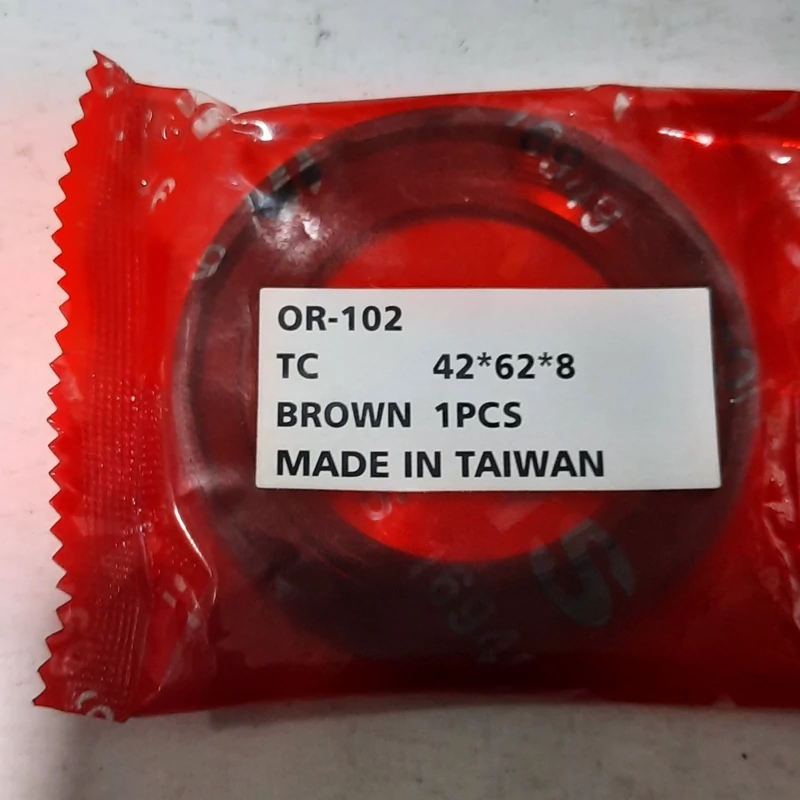 OR-102
TC 42*62*8
BROWN 1PCS
MADE IN TAIWAN